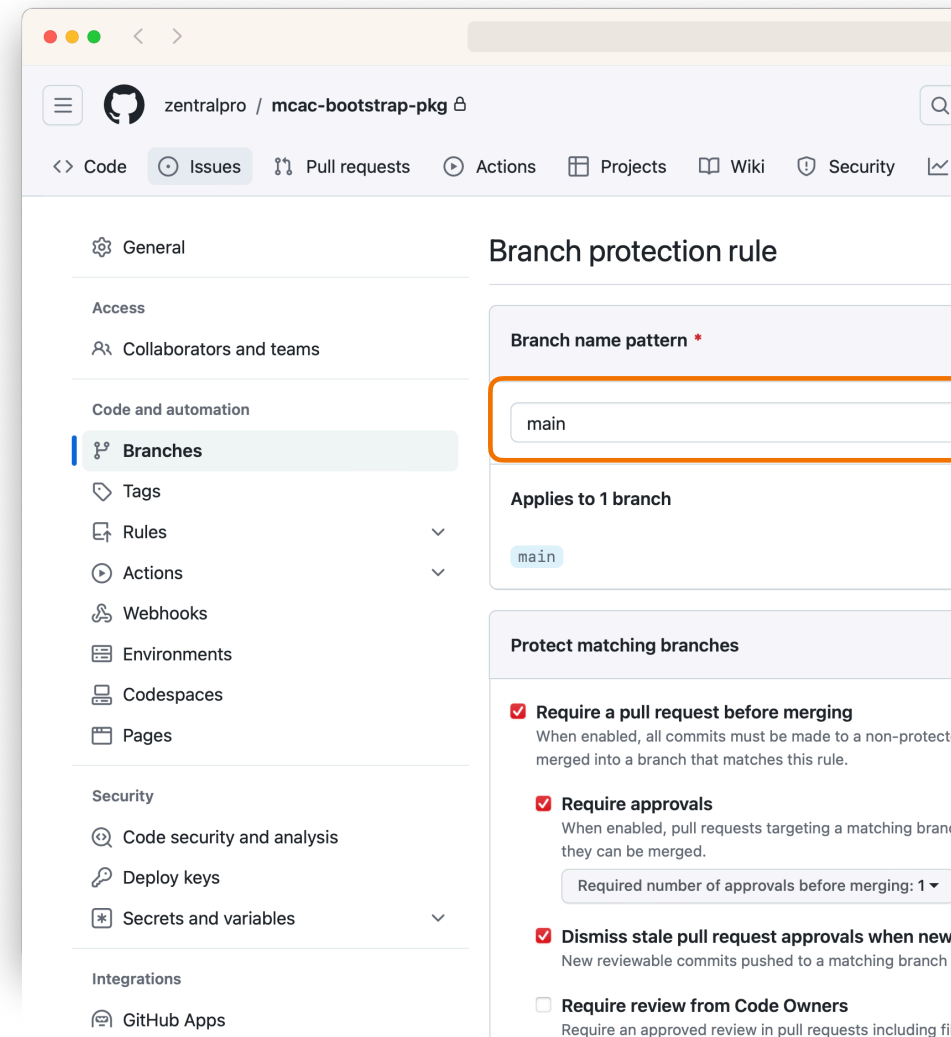 zentralpro / mcac-bootstrap-pkg
Code Issues Pull requests Actions Projects Wiki Security
General
Access
Collaborators and teams
Code and automation
Branches
Tags
Rules
Actions
Webhooks
Environments
Codespaces
Pages
Security
Code security and analysis
Deploy keys
Secrets and variables
Integrations
GitHub Apps
Branch protection rule
Branch name pattern *
main
Applies to 1 branch
main
Protect matching branches
Require a pull request before merging
When enabled, all commits must be made to a non-protect
merged into a branch that matches this rule.
Require approvals
When enabled, pull requests targeting a matching bran
they can be merged.
Required number of approvals before merging: 1
Dismiss stale pull request approvals when new
New reviewable commits pushed to a matching branch
Require review from Code Owners
Require an approved review in pull requests including fi